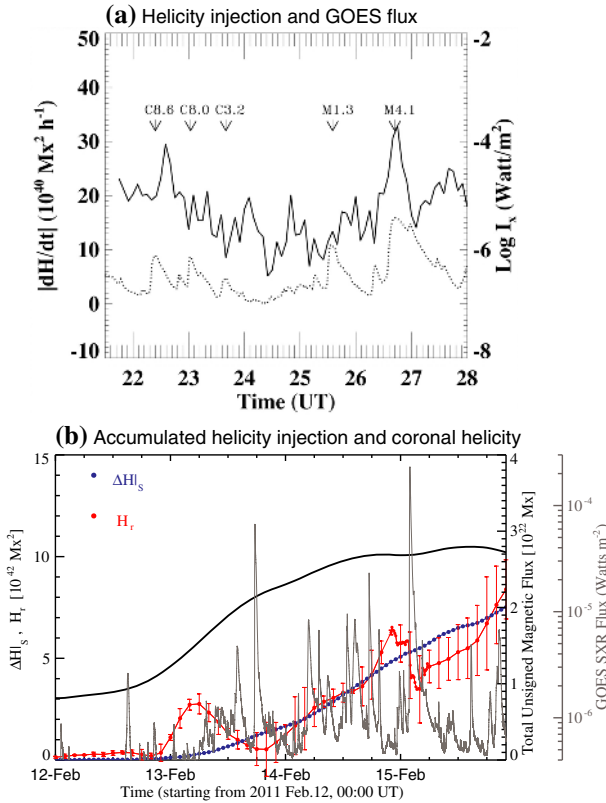 (a) Helicity injection and GOES flux
50
40
30
20
10
0
-10
|dH/dt| (10^40 Mx^2 h^-1)
C8.6 C8.0 C3.2 M1.3 M4.1
-2
-4
-6
-8
Log I_x (Watt/m^2)
22 23 24 25 26 27 28
Time (UT)
(b) Accumulated helicity injection and coronal helicity
15
10
5
0
ΔH|_S , H_r [10^-42 Mx^2]
ΔH|_S
H_r
4
3
2
1
0
Total Unsigned Magnetic Flux [10^22 Mx]
10^-4
10^-5
10^-6
GOES SXR Flux (Watts m^-2)
12-Feb 13-Feb 14-Feb 15-Feb
Time (starting from 2011 Feb.12, 00:00 UT)